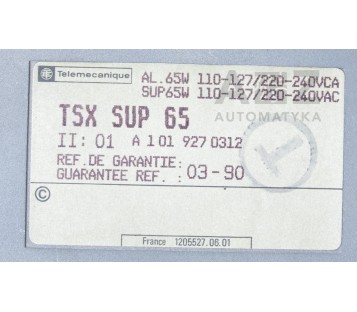 Telemecanique
AL.65W 110-127/220-240VCA
SUP65W 110-127/220-240VAC
TSX SUP 65
AUTOMATYKA
II: 01 A 1 01 927 0312
REF.DE GARANTIE:
GUARANTEE REF. : 03-90
©
France 1205527.06.01